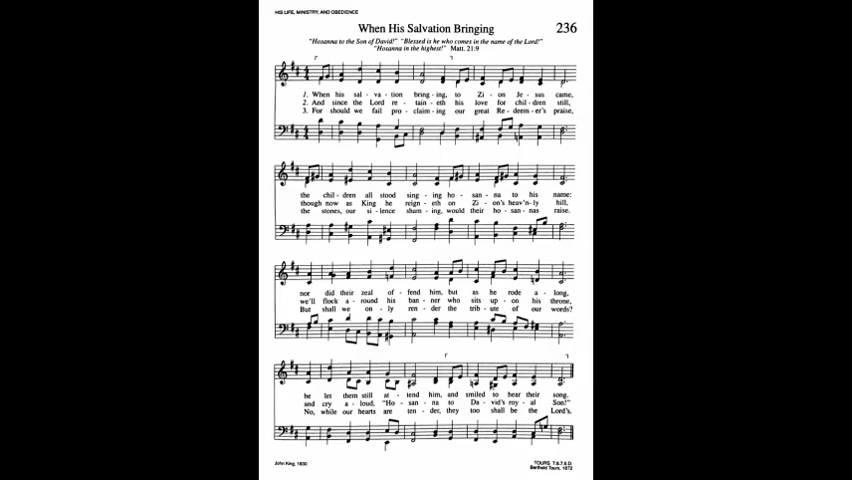 HIS LIFE, MINISTRY, AND OBEDIENCE
When His Salvation Bringing 236
"Hosanna to the Son of David!" "Blessed is he who comes in the name of the Lord!"
"Hosanna in the highest!" Matt. 21:9
1. When his sal - va - tion bring - ing, to Zi - on Je - sus came,
2. And since the Lord re - tain - eth his love for chil - dren still,
3. For should we fail pro - claim - ing our great Re - deem - er's praise,
the chil - dren all stood sing - ing ho - san - na to his name:
though now as King he reign - eth on Zi - on's heav'n - ly hill,
the stones, our si - lence sham - ing, would their ho - san - nas raise.
nor did their zeal of - fend him, but as he rode a - long,
we'll flock a - round his ban - ner who sits up - on his throne,
But shall we on - ly ren - der the trib - ute of our words?
he let them still at - tend him, and smiled to hear their song.
and cry a - loud, "Ho - san - na to Da - vid's roy - al Son!"
No, while our hearts are ten - der, they too shall be the Lord's.
John King, 1830
TOURS 7.6.7.6.D.
Berthold Tours, 1872